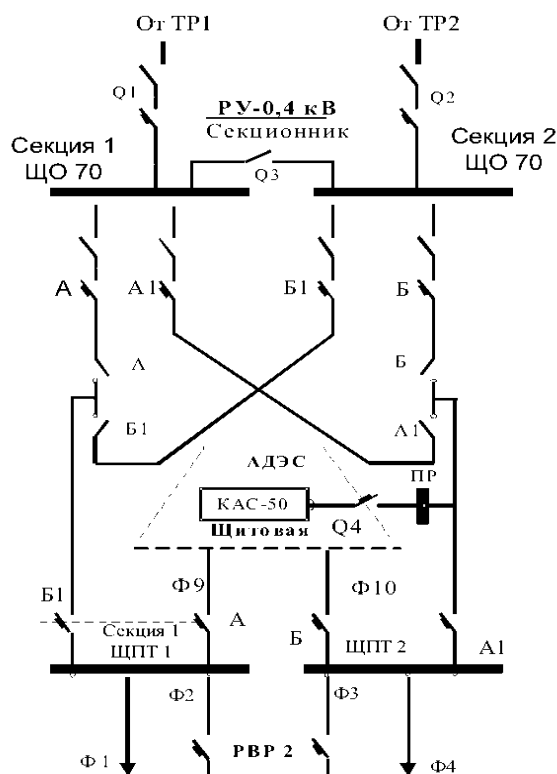 От ТР1
От ТР2
Q1
Q2
РУ-0,4 кВ
Секционник
Секция 1
ЩО 70
Секция 2
ЩО 70
Q3
А
А1
Б1
Б
А
Б
Б1
А1
АДЭС
ПР
КАС-50
Щитовая
Q4
Ф9
Ф10
Б1
Секция 1
ЩПТ 1
А
Б
ЩПТ 2
А1
Ф2
Ф3
Ф1
РВР 2
Ф4